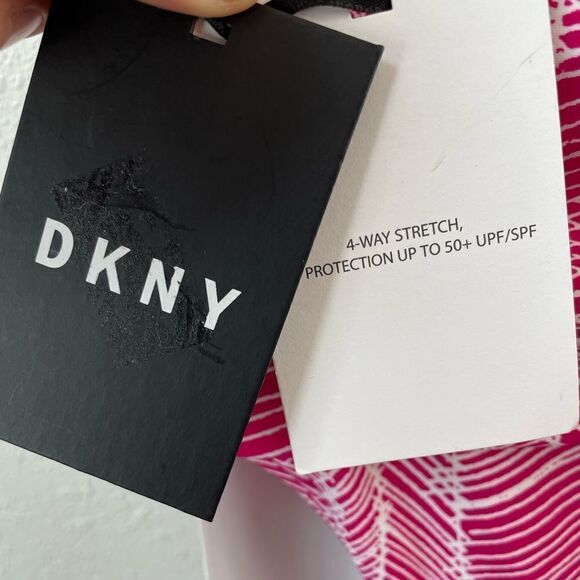 DKNY
4-WAY STRETCH,
PROTECTION UP TO 50+ UPF/SPF